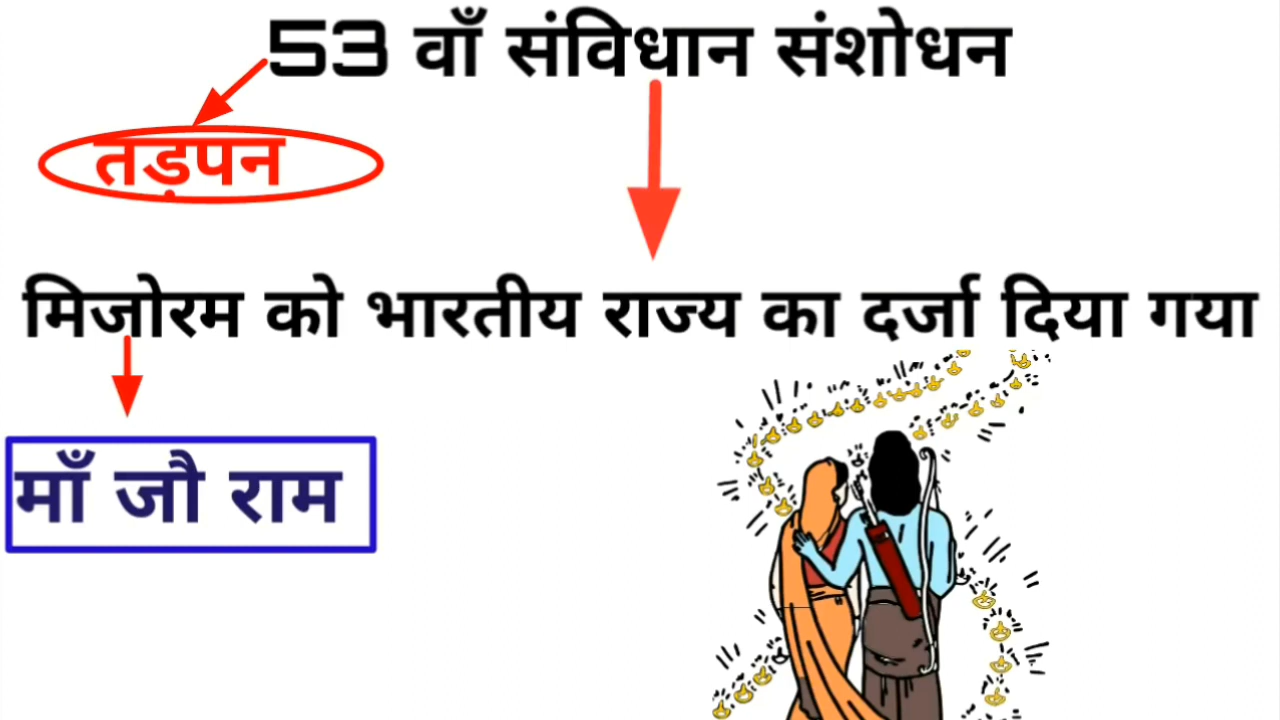 53 वाँ संविधान संशोधन
तड़पन
मिजोरम को भारतीय राज्य का दर्जा दिया गया
माँ जौ राम